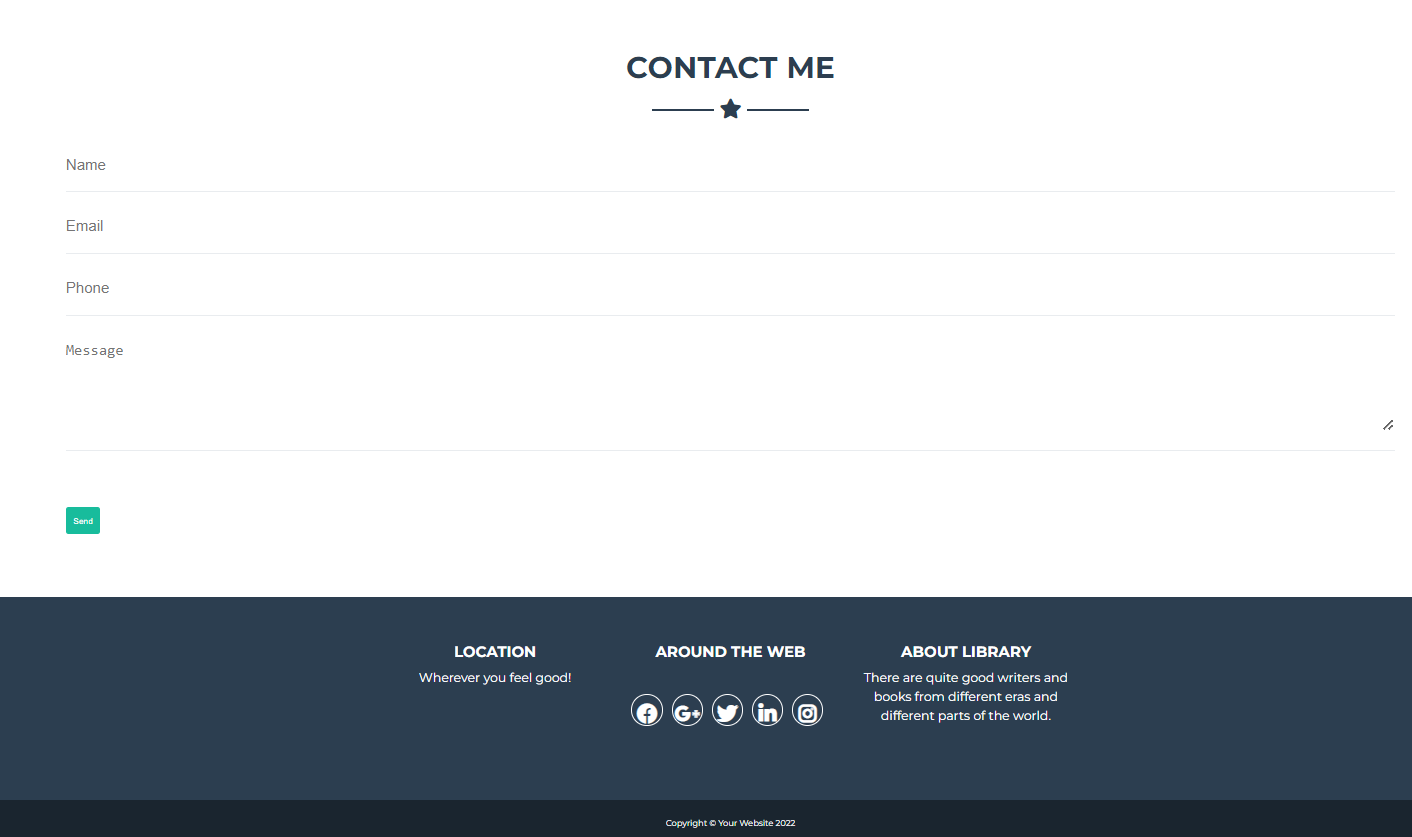 CONTACT ME
Name
Email
Phone
Message
Send
LOCATION
Wherever you feel good!
AROUND THE WEB
ABOUT LIBRARY
There are quite good writers and
books from different eras and
different parts of the world.
Copyright © Your Website 2022